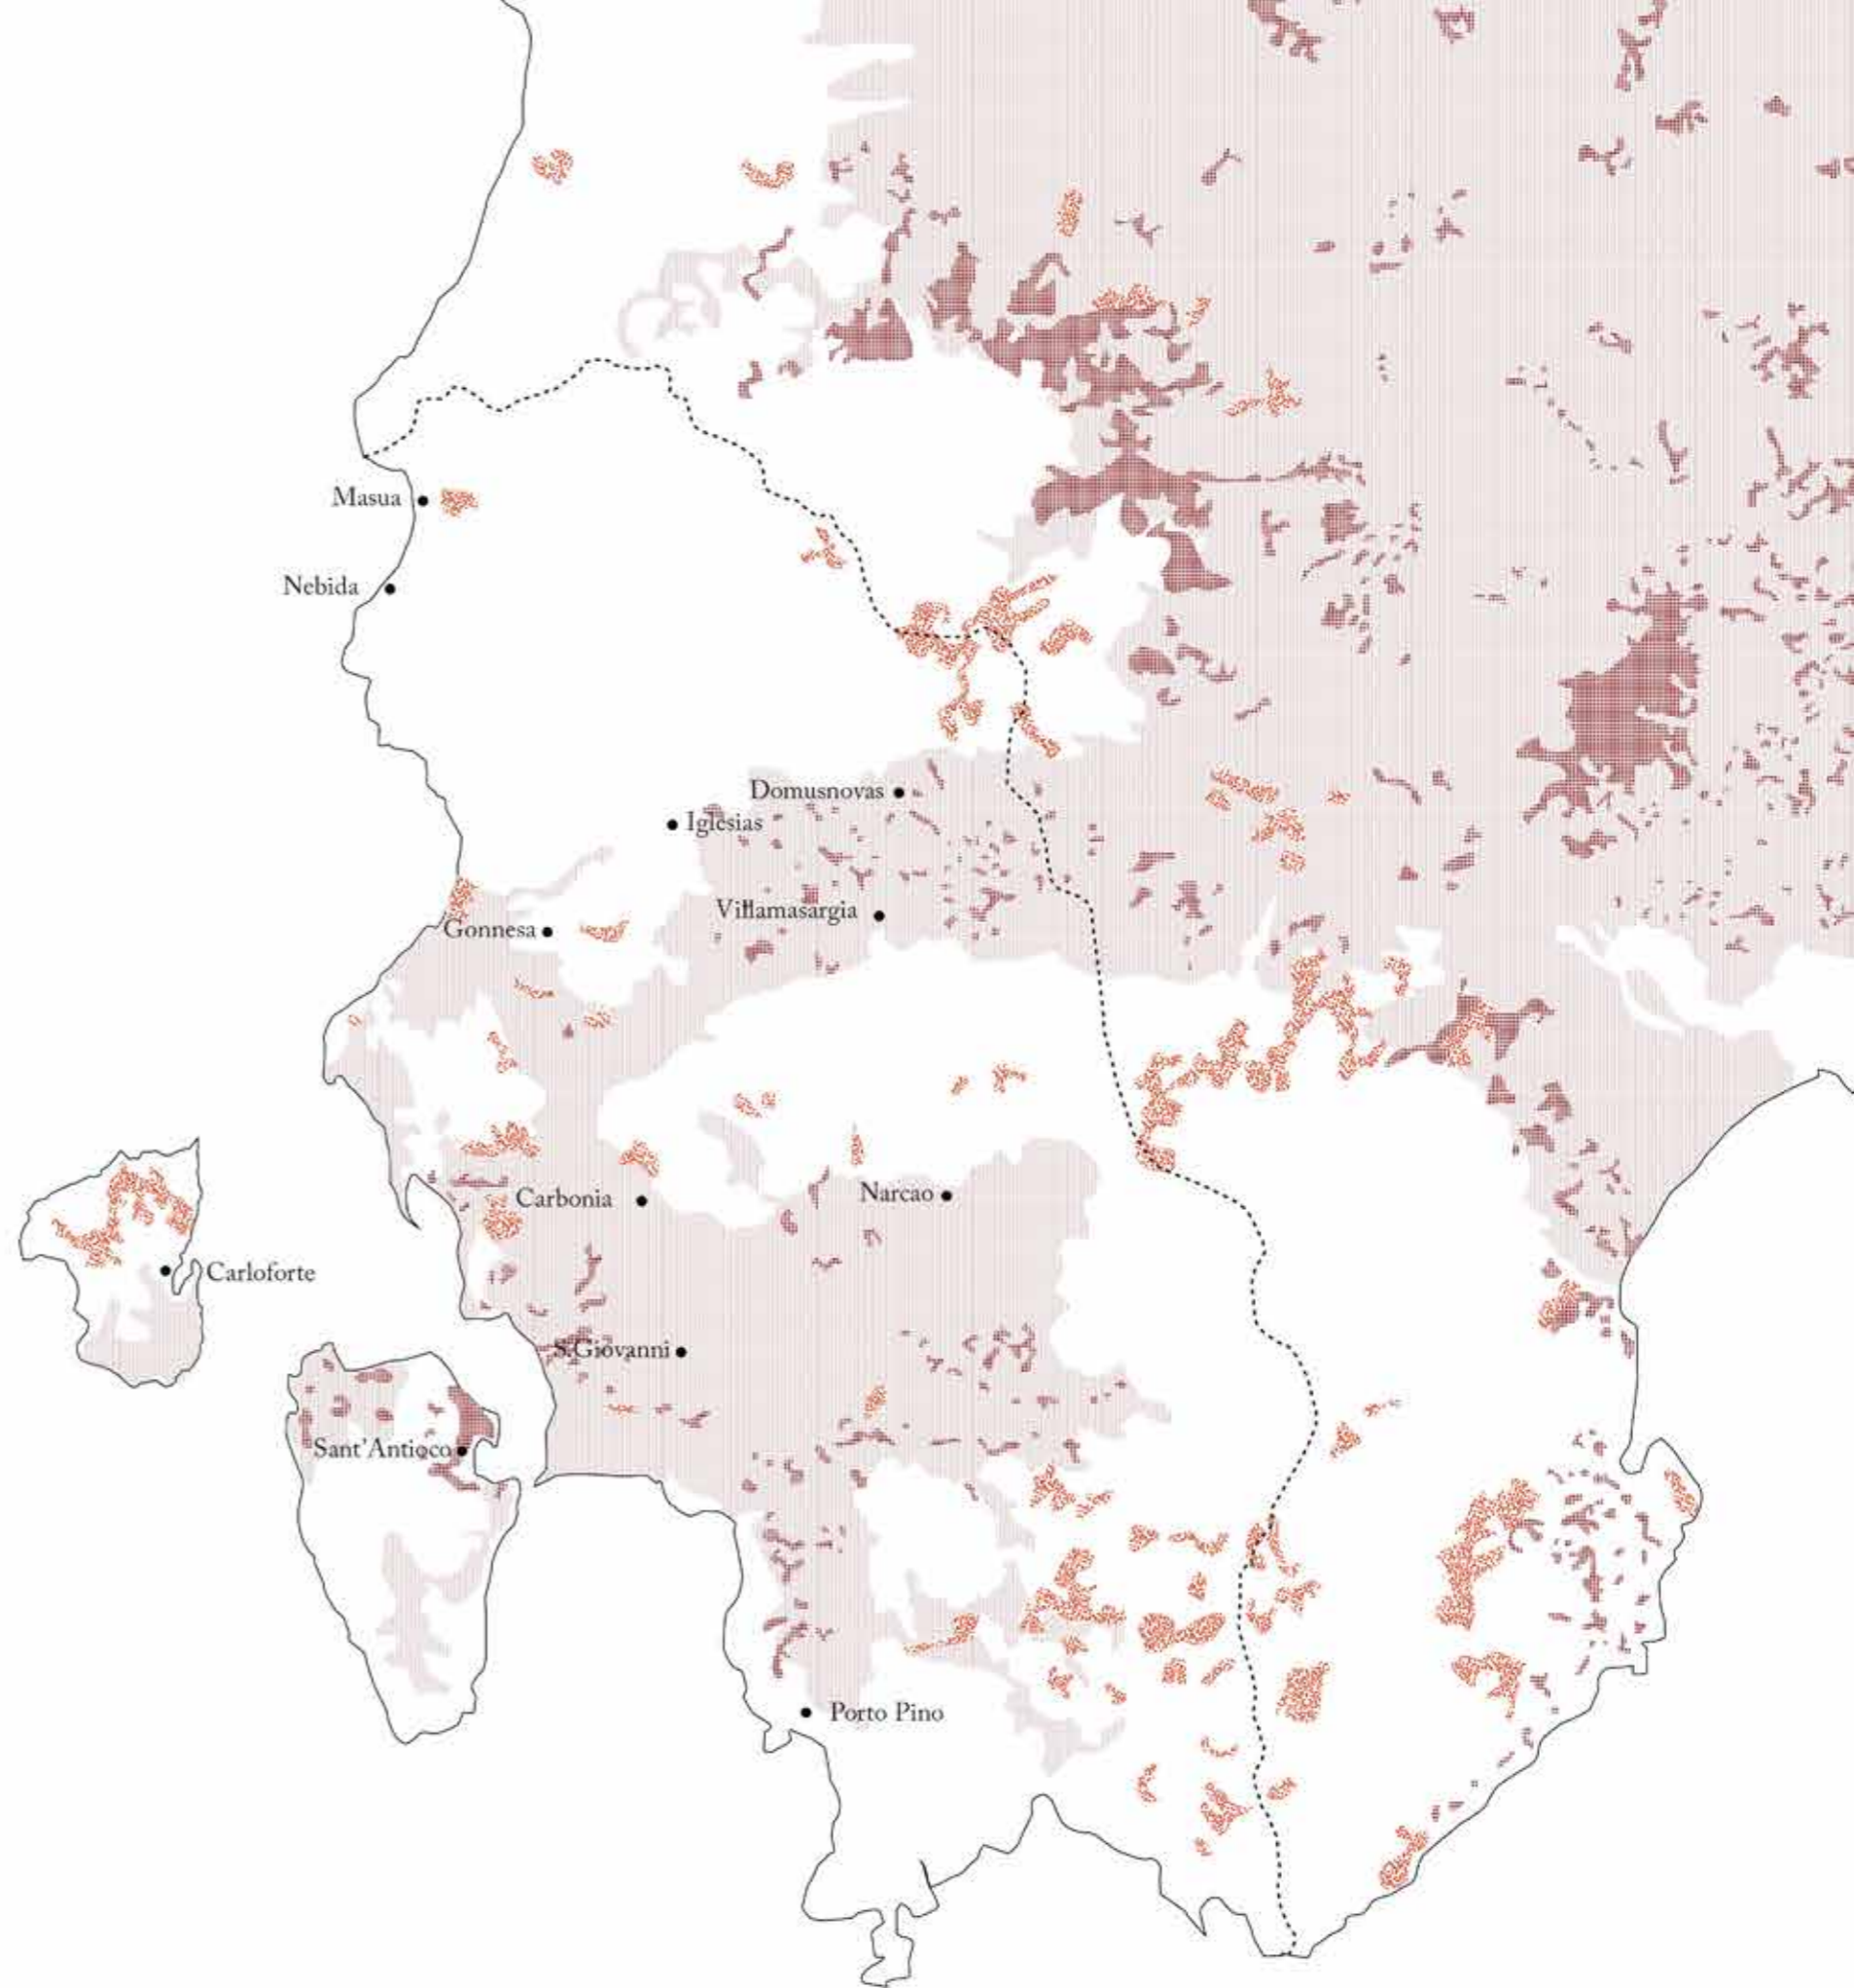 Masua
Nebida
Domusnovas
Iglesias
Villamasargia
Gonnesa
Carbonia
Narcao
Carloforte
S.Giovanni
Sant'Antioco
Porto Pino